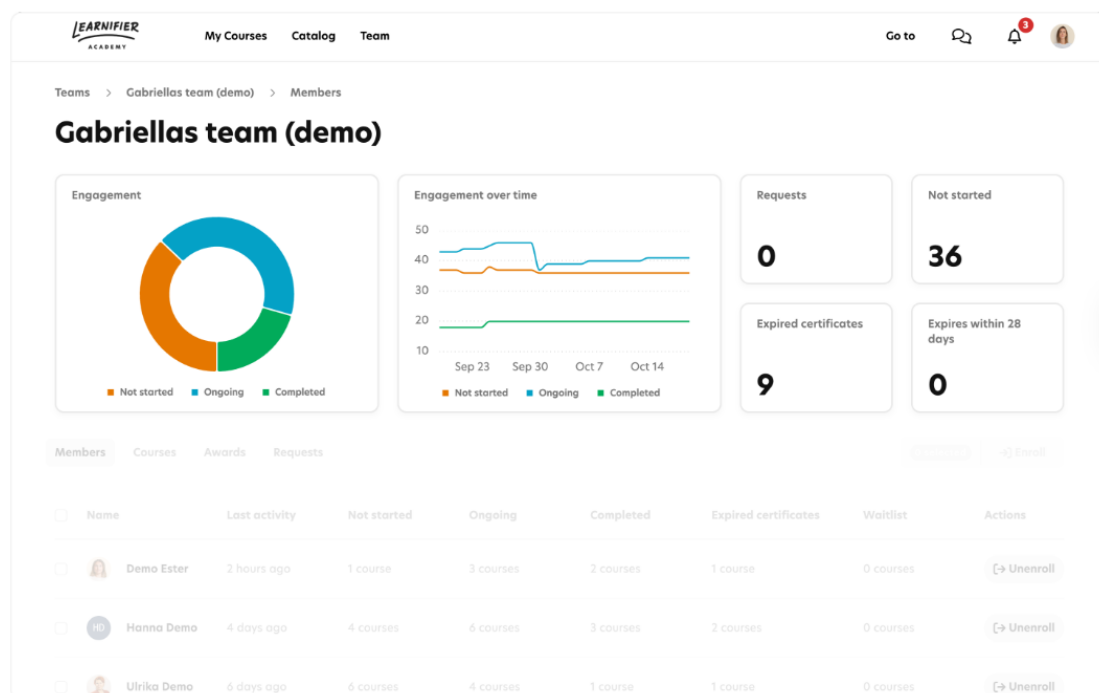 LEARNIFIER
ACADEMY
My Courses Catalog Team Go to 3
Teams > Gabriellas team (demo) > Members
Gabriellas team (demo)
Engagement
Not started Ongoing Completed
Engagement over time
50
40
30
20
10
Sep 23 Sep 30 Oct 7 Oct 14
Not started Ongoing Completed
Requests
0
Not started
36
Expired certificates
9
Expires within 28
days
0
Members Courses Awards Requests Enroll
Name Last activity Not started Ongoing Completed Expired certificates Waitlist Actions
Demo Ester 2 hours ago 1 course 3 courses 2 courses 1 course 0 courses Unenroll
HD Hanna Demo 4 days ago 4 courses 6 courses 3 courses 2 courses 0 courses Unenroll
Ulrika Demo 6 days ago 6 courses 4 courses 1 course 1 course 0 courses Unenroll